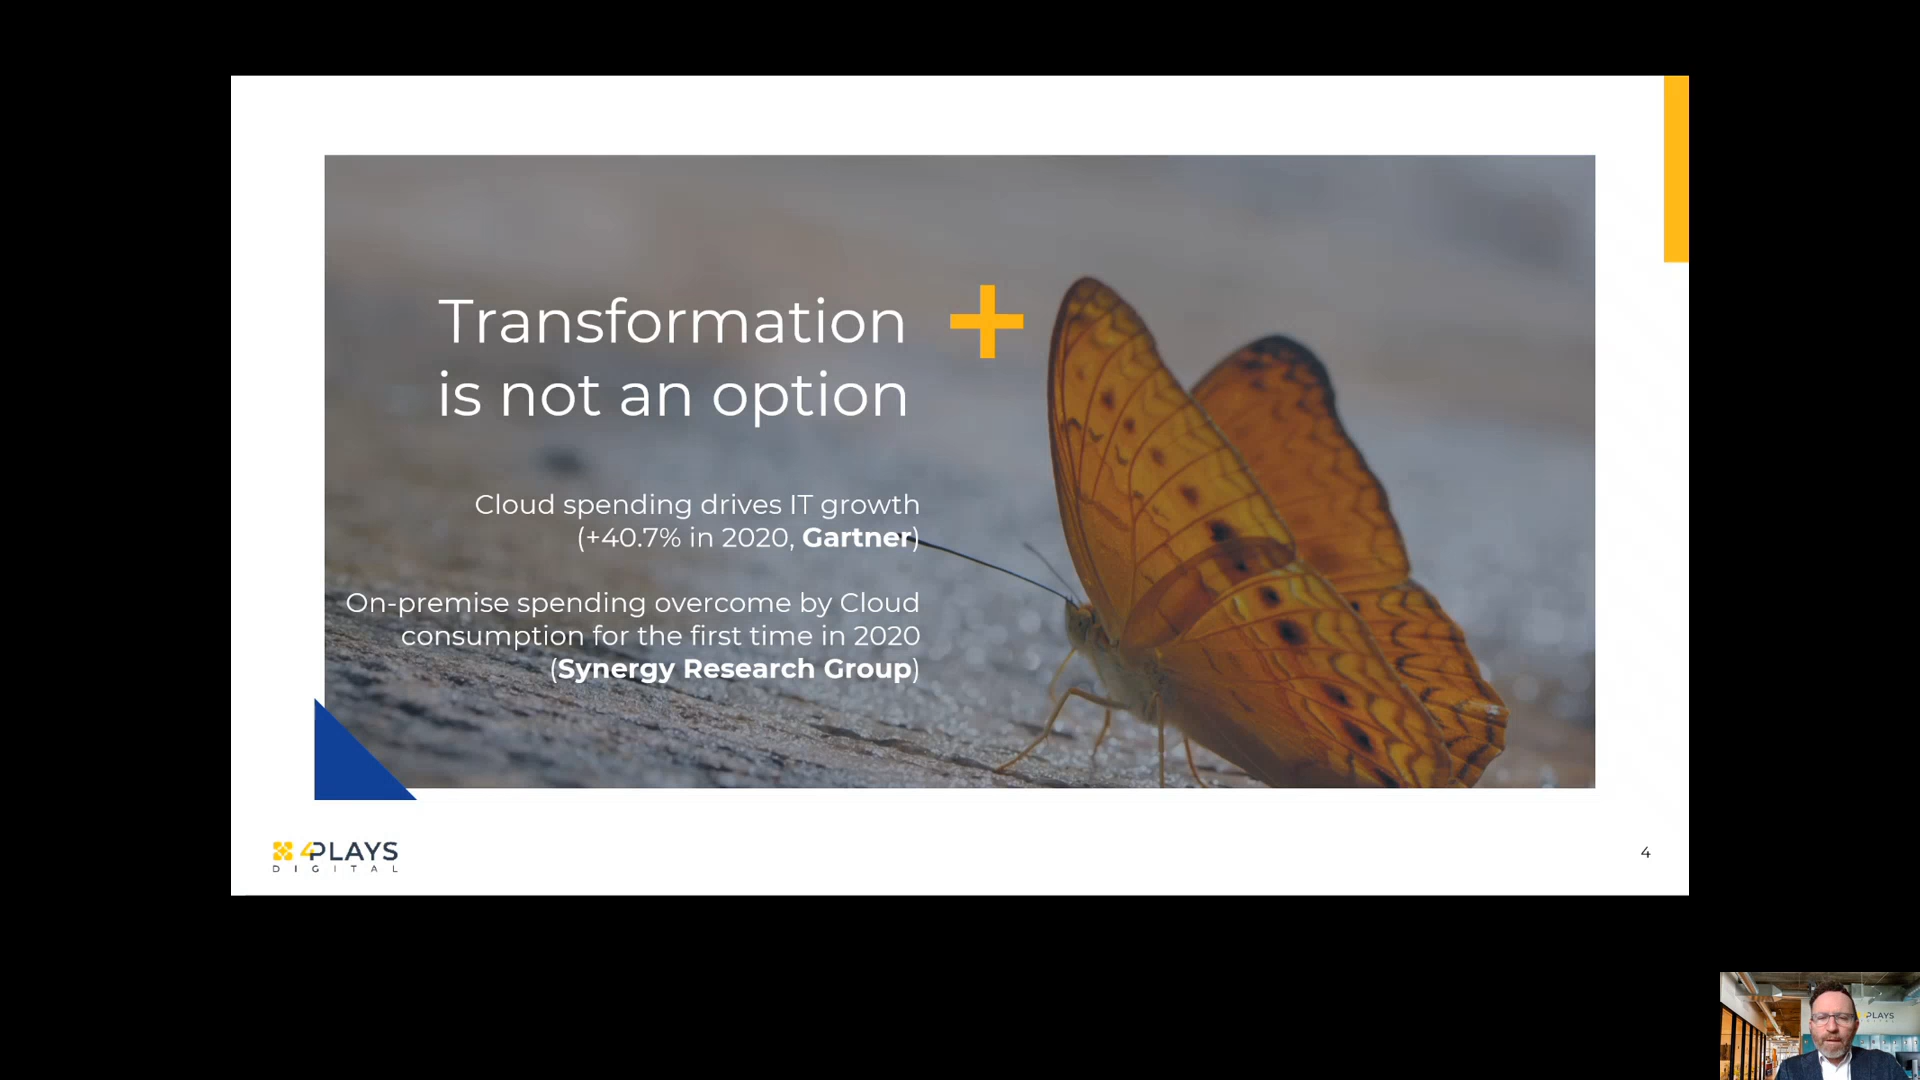 Transformation
is not an option
Cloud spending drives IT growth
(+40.7% in 2020, Gartner)
On-premise spending overcome by Cloud
consumption for the first time in 2020
(Synergy Research Group)
4PLAYS
DIGITAL
4
PLAYS